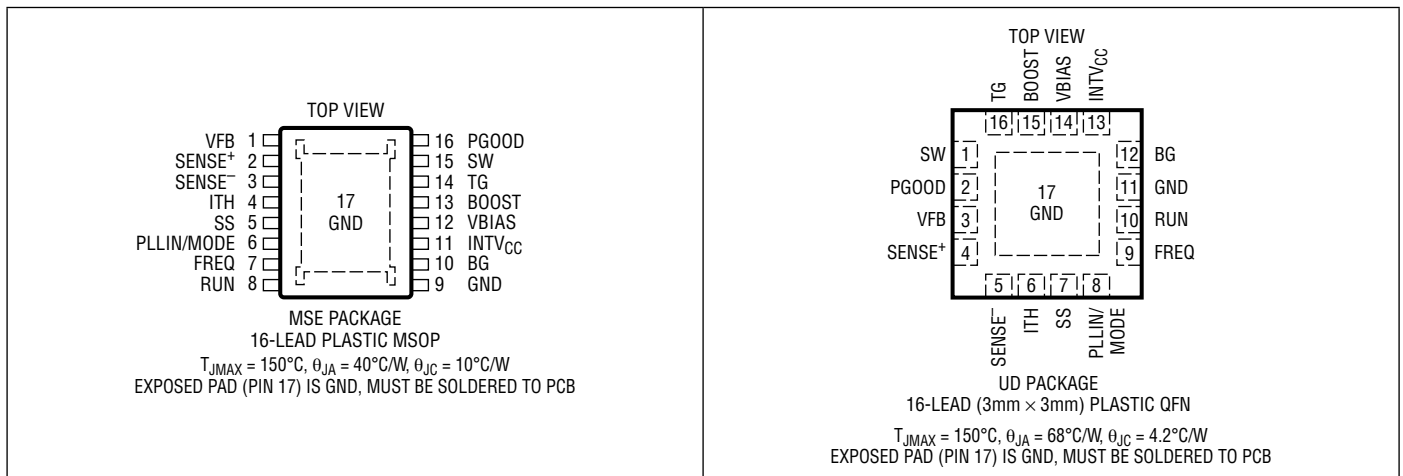 TOP VIEW
VFB 1
SENSE⁺ 2
SENSE⁻ 3
ITH 4
SS 5
PLLIN/MODE 6
FREQ 7
RUN 8
17
GND
16 PGOOD
15 SW
14 TG
13 BOOST
12 VBIAS
11 INTVCC
10 BG
9 GND
MSE PACKAGE
16-LEAD PLASTIC MSOP
TJMAX = 150°C, θJA = 40°C/W, θJC = 10°C/W
EXPOSED PAD (PIN 17) IS GND, MUST BE SOLDERED TO PCB
TOP VIEW
TG
BOOST
VBIAS
INTVCC
16 15 14 13
SW 1
PGOOD 2
VFB 3
SENSE⁺ 4
17
GND
12 BG
11 GND
10 RUN
9 FREQ
5 6 7 8
SENSE⁻
ITH
SS
PLLIN/
MODE
UD PACKAGE
16-LEAD (3mm × 3mm) PLASTIC QFN
TJMAX = 150°C, θJA = 68°C/W, θJC = 4.2°C/W
EXPOSED PAD (PIN 17) IS GND, MUST BE SOLDERED TO PCB